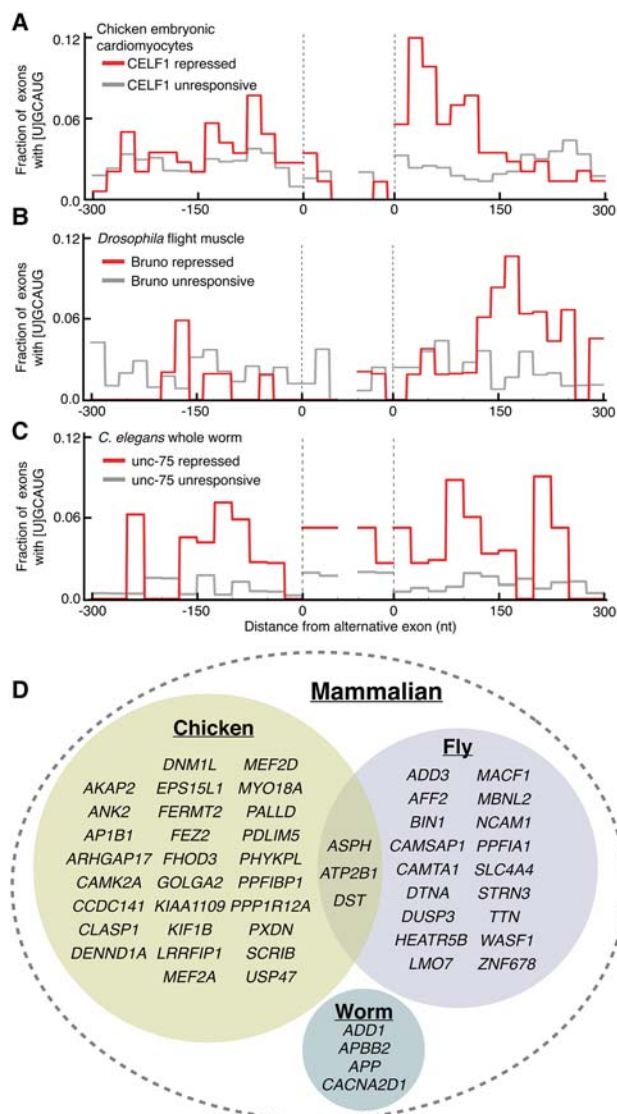 A
Chicken embryonic
cardiomyocytes
CELF1 repressed
CELF1 unresponsive
Fraction of exons
with [U]GCAUG
0.12
0.06
0.0
-300 -150 0 0 150 300
B
Drosophila flight muscle
Bruno repressed
Bruno unresponsive
Fraction of exons
with [U]GCAUG
0.12
0.06
0.0
-300 -150 0 0 150 300
C
C. elegans whole worm
unc-75 repressed
unc-75 unresponsive
Fraction of exons
with [U]GCAUG
0.12
0.06
0.0
-300 -150 0 0 150 300
Distance from alternative exon (nt)
D
Mammalian
Chicken
DNM1L MEF2D
AKAP2 EPS15L1 MYO18A
ANK2 FERMT2 PALLD
AP1B1 FEZ2 PDLIM5
ARHGAP17 FHOD3 PHYKPL
CAMK2A GOLGA2 PPFIBP1
CCDC141 KIAA1109 PPP1R12A
CLASP1 KIF1B PXDN
DENND1A LRRFIP1 SCRIB
MEF2A USP47
ASPH
ATP2B1
DST
Fly
ADD3 MACF1
AFF2 MBNL2
BIN1 NCAM1
CAMSAP1 PPFIA1
CAMTA1 SLC4A4
DTNA STRN3
DUSP3 TTN
HEATR5B WASF1
LMO7 ZNF678
Worm
ADD1
APBB2
APP
CACNA2D1